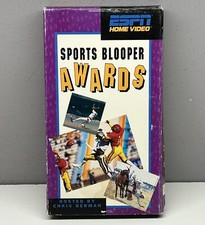 ESPN
HOME VIDEO
SPORTS BLOOPER
AWARDS
HOSTED BY
CHRIS BERMAN